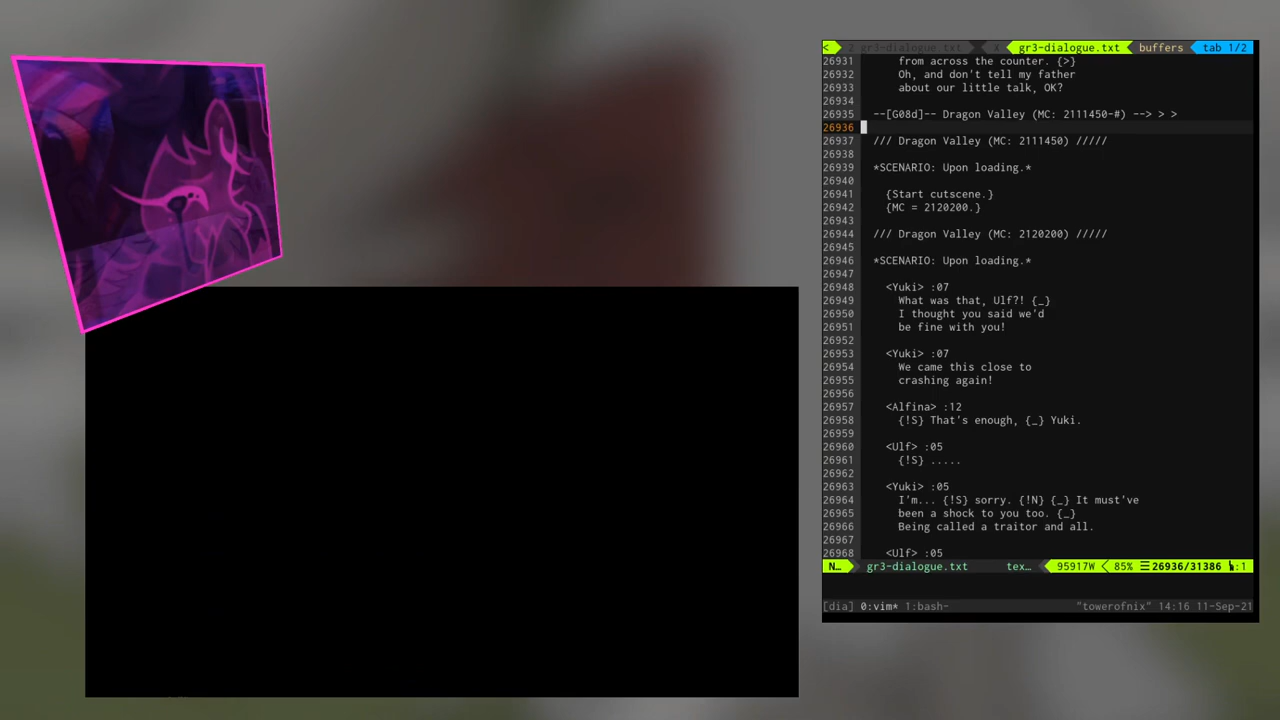 < 2 gr3-dialogue.txt X gr3-dialogue.txt buffers tab 1/2
26931 from across the counter. {>}
26932 Oh, and don't tell my father
26933 about our little talk, OK?
26934
26935 --[G08d]-- Dragon Valley (MC: 2111450-#) --> > >
26936
26937 /// Dragon Valley (MC: 2111450) /////
26938
26939 *SCENARIO: Upon loading.*
26940
26941 {Start cutscene.}
26942 {MC = 2120200.}
26943
26944 /// Dragon Valley (MC: 2120200) /////
26945
26946 *SCENARIO: Upon loading.*
26947
26948 <Yuki> :07
26949 What was that, Ulf?! {_}
26950 I thought you said we'd
26951 be fine with you!
26952
26953 <Yuki> :07
26954 We came this close to
26955 crashing again!
26956
26957 <Alfina> :12
26958 {!S} That's enough, {_} Yuki.
26959
26960 <Ulf> :05
26961 {!S} .....
26962
26963 <Yuki> :05
26964 I'm... {!S} sorry. {!N} {_} It must've
26965 been a shock to you too. {_}
26966 Being called a traitor and all.
26967
26968 <Ulf> :05
N… gr3-dialogue.txt tex… 95917W 85% 26936/31386 :1
[dia] 0:vim* 1:bash- "towerofnix" 14:16 11-Sep-21